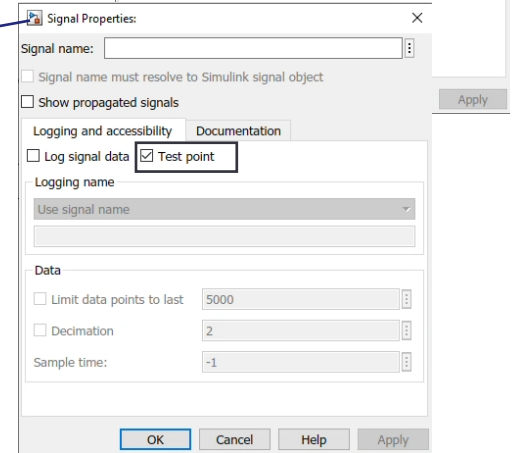 Signal Properties:
Signal name:
Signal name must resolve to Simulink signal object
Show propagated signals
Apply
Logging and accessibility Documentation
Log signal data Test point
Logging name
Use signal name
Data
Limit data points to last 5000
Decimation 2
Sample time: -1
OK Cancel Help Apply